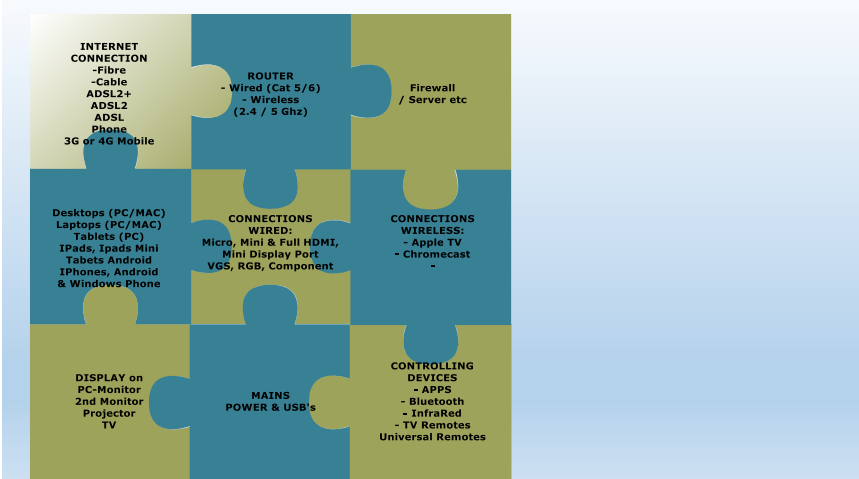 INTERNET
CONNECTION
-Fibre
-Cable
ADSL2+
ADSL2
ADSL
Phone
3G or 4G Mobile
ROUTER
- Wired (Cat 5/6)
- Wireless
(2.4 / 5 Ghz)
Firewall
/ Server etc
Desktops (PC/MAC)
Laptops (PC/MAC)
Tablets (PC)
IPads, Ipads Mini
Tabets Android
IPhones, Android
& Windows Phone
CONNECTIONS
WIRED:
Micro, Mini & Full HDMI,
Mini Display Port
VGS, RGB, Component
CONNECTIONS
WIRELESS:
- Apple TV
- Chromecast
-
DISPLAY on
PC-Monitor
2nd Monitor
Projector
TV
MAINS
POWER & USB's
CONTROLLING
DEVICES
- APPS
- Bluetooth
- InfraRed
- TV Remotes
Universal Remotes